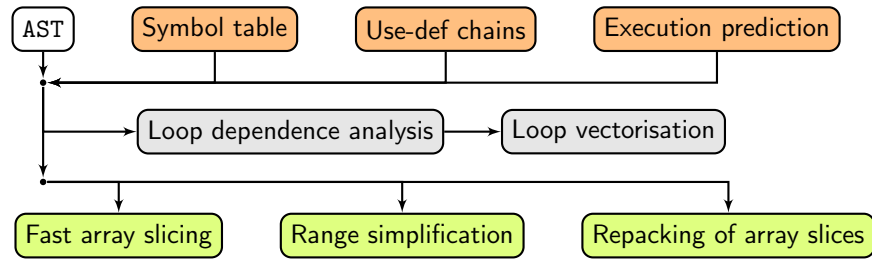 AST
Symbol table
Use-def chains
Execution prediction
Loop dependence analysis
Loop vectorisation
Fast array slicing
Range simplification
Repacking of array slices